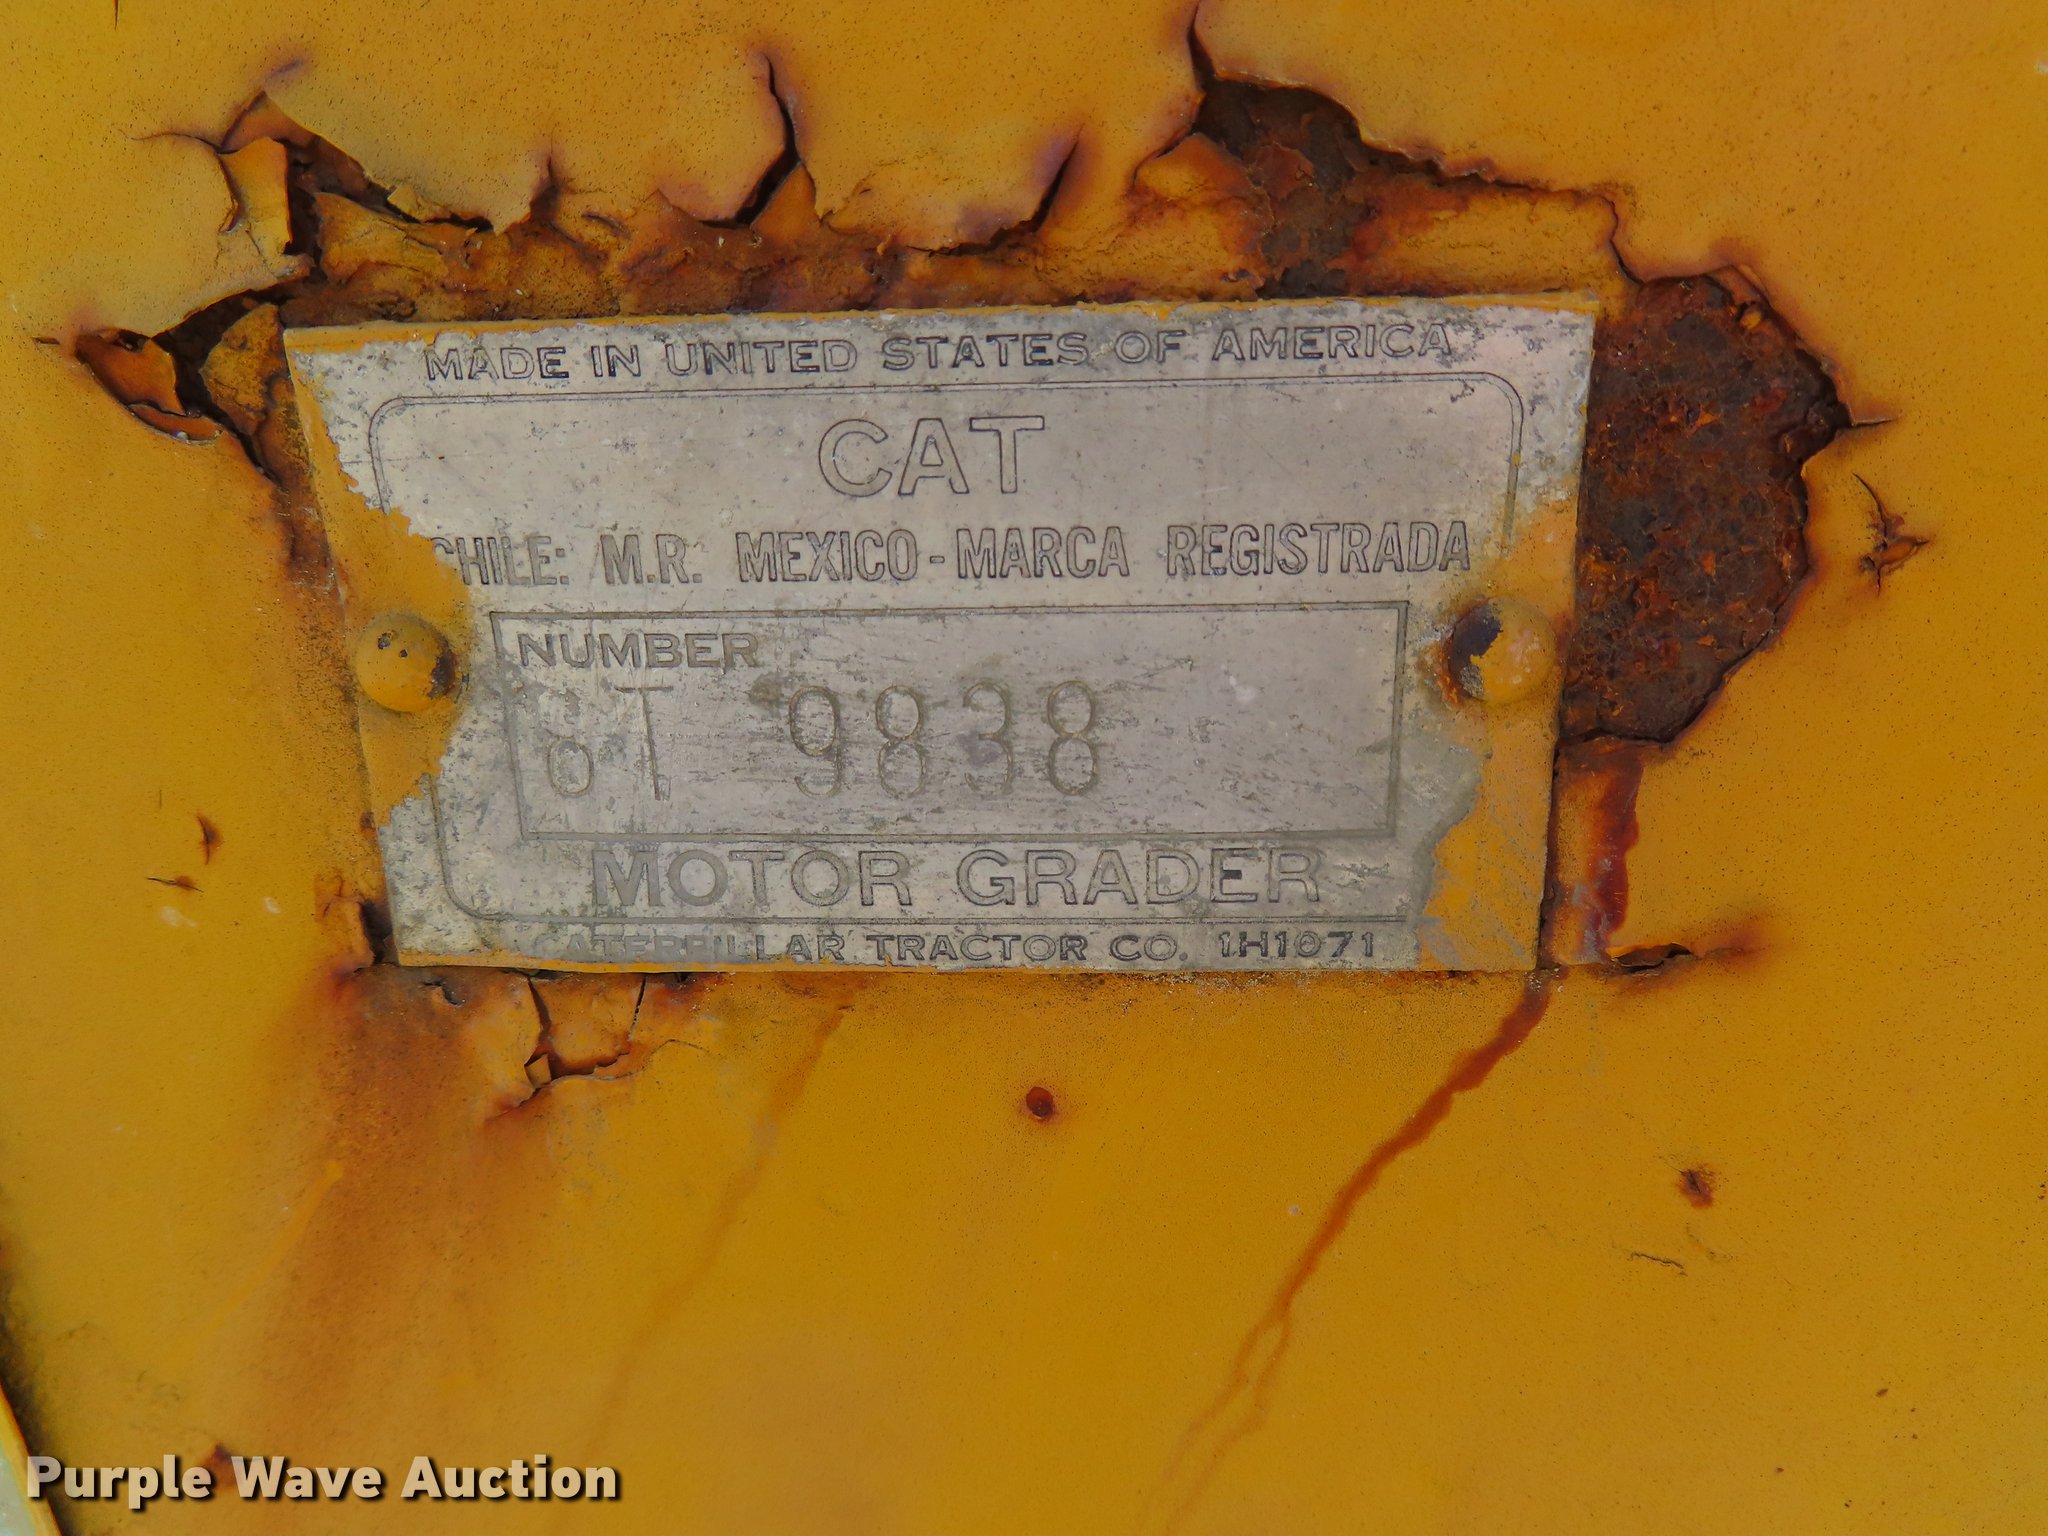 MADE IN UNITED STATES OF AMERICA
CAT
CHILE: M.R. MEXICO - MARCA REGISTRADA
NUMBER
8T 9838
MOTOR GRADER
CATERPILLAR TRACTOR CO. 1H1071
Purple Wave Auction